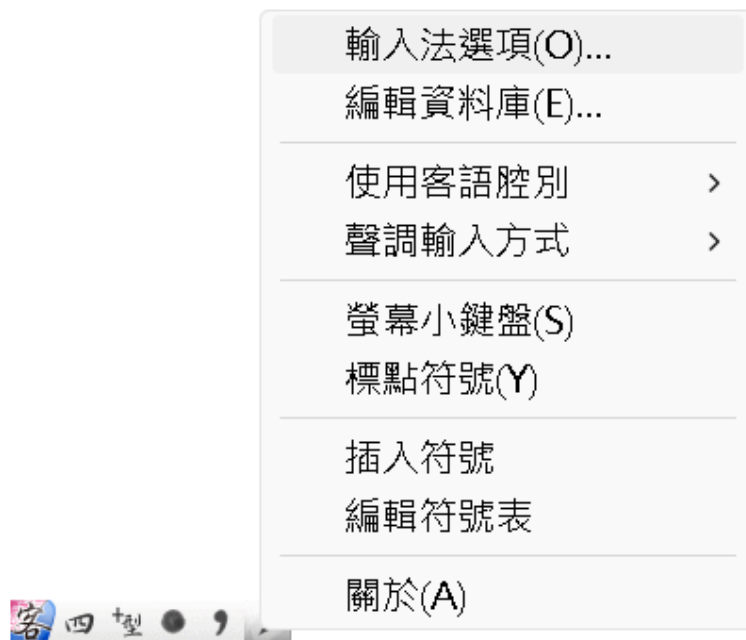 輸入法選項(O)...
編輯資料庫(E)...
使用客語腔別
聲調輸入方式
螢幕小鍵盤(S)
標點符號(Y)
插入符號
編輯符號表
關於(A)
客 四 +型 ,